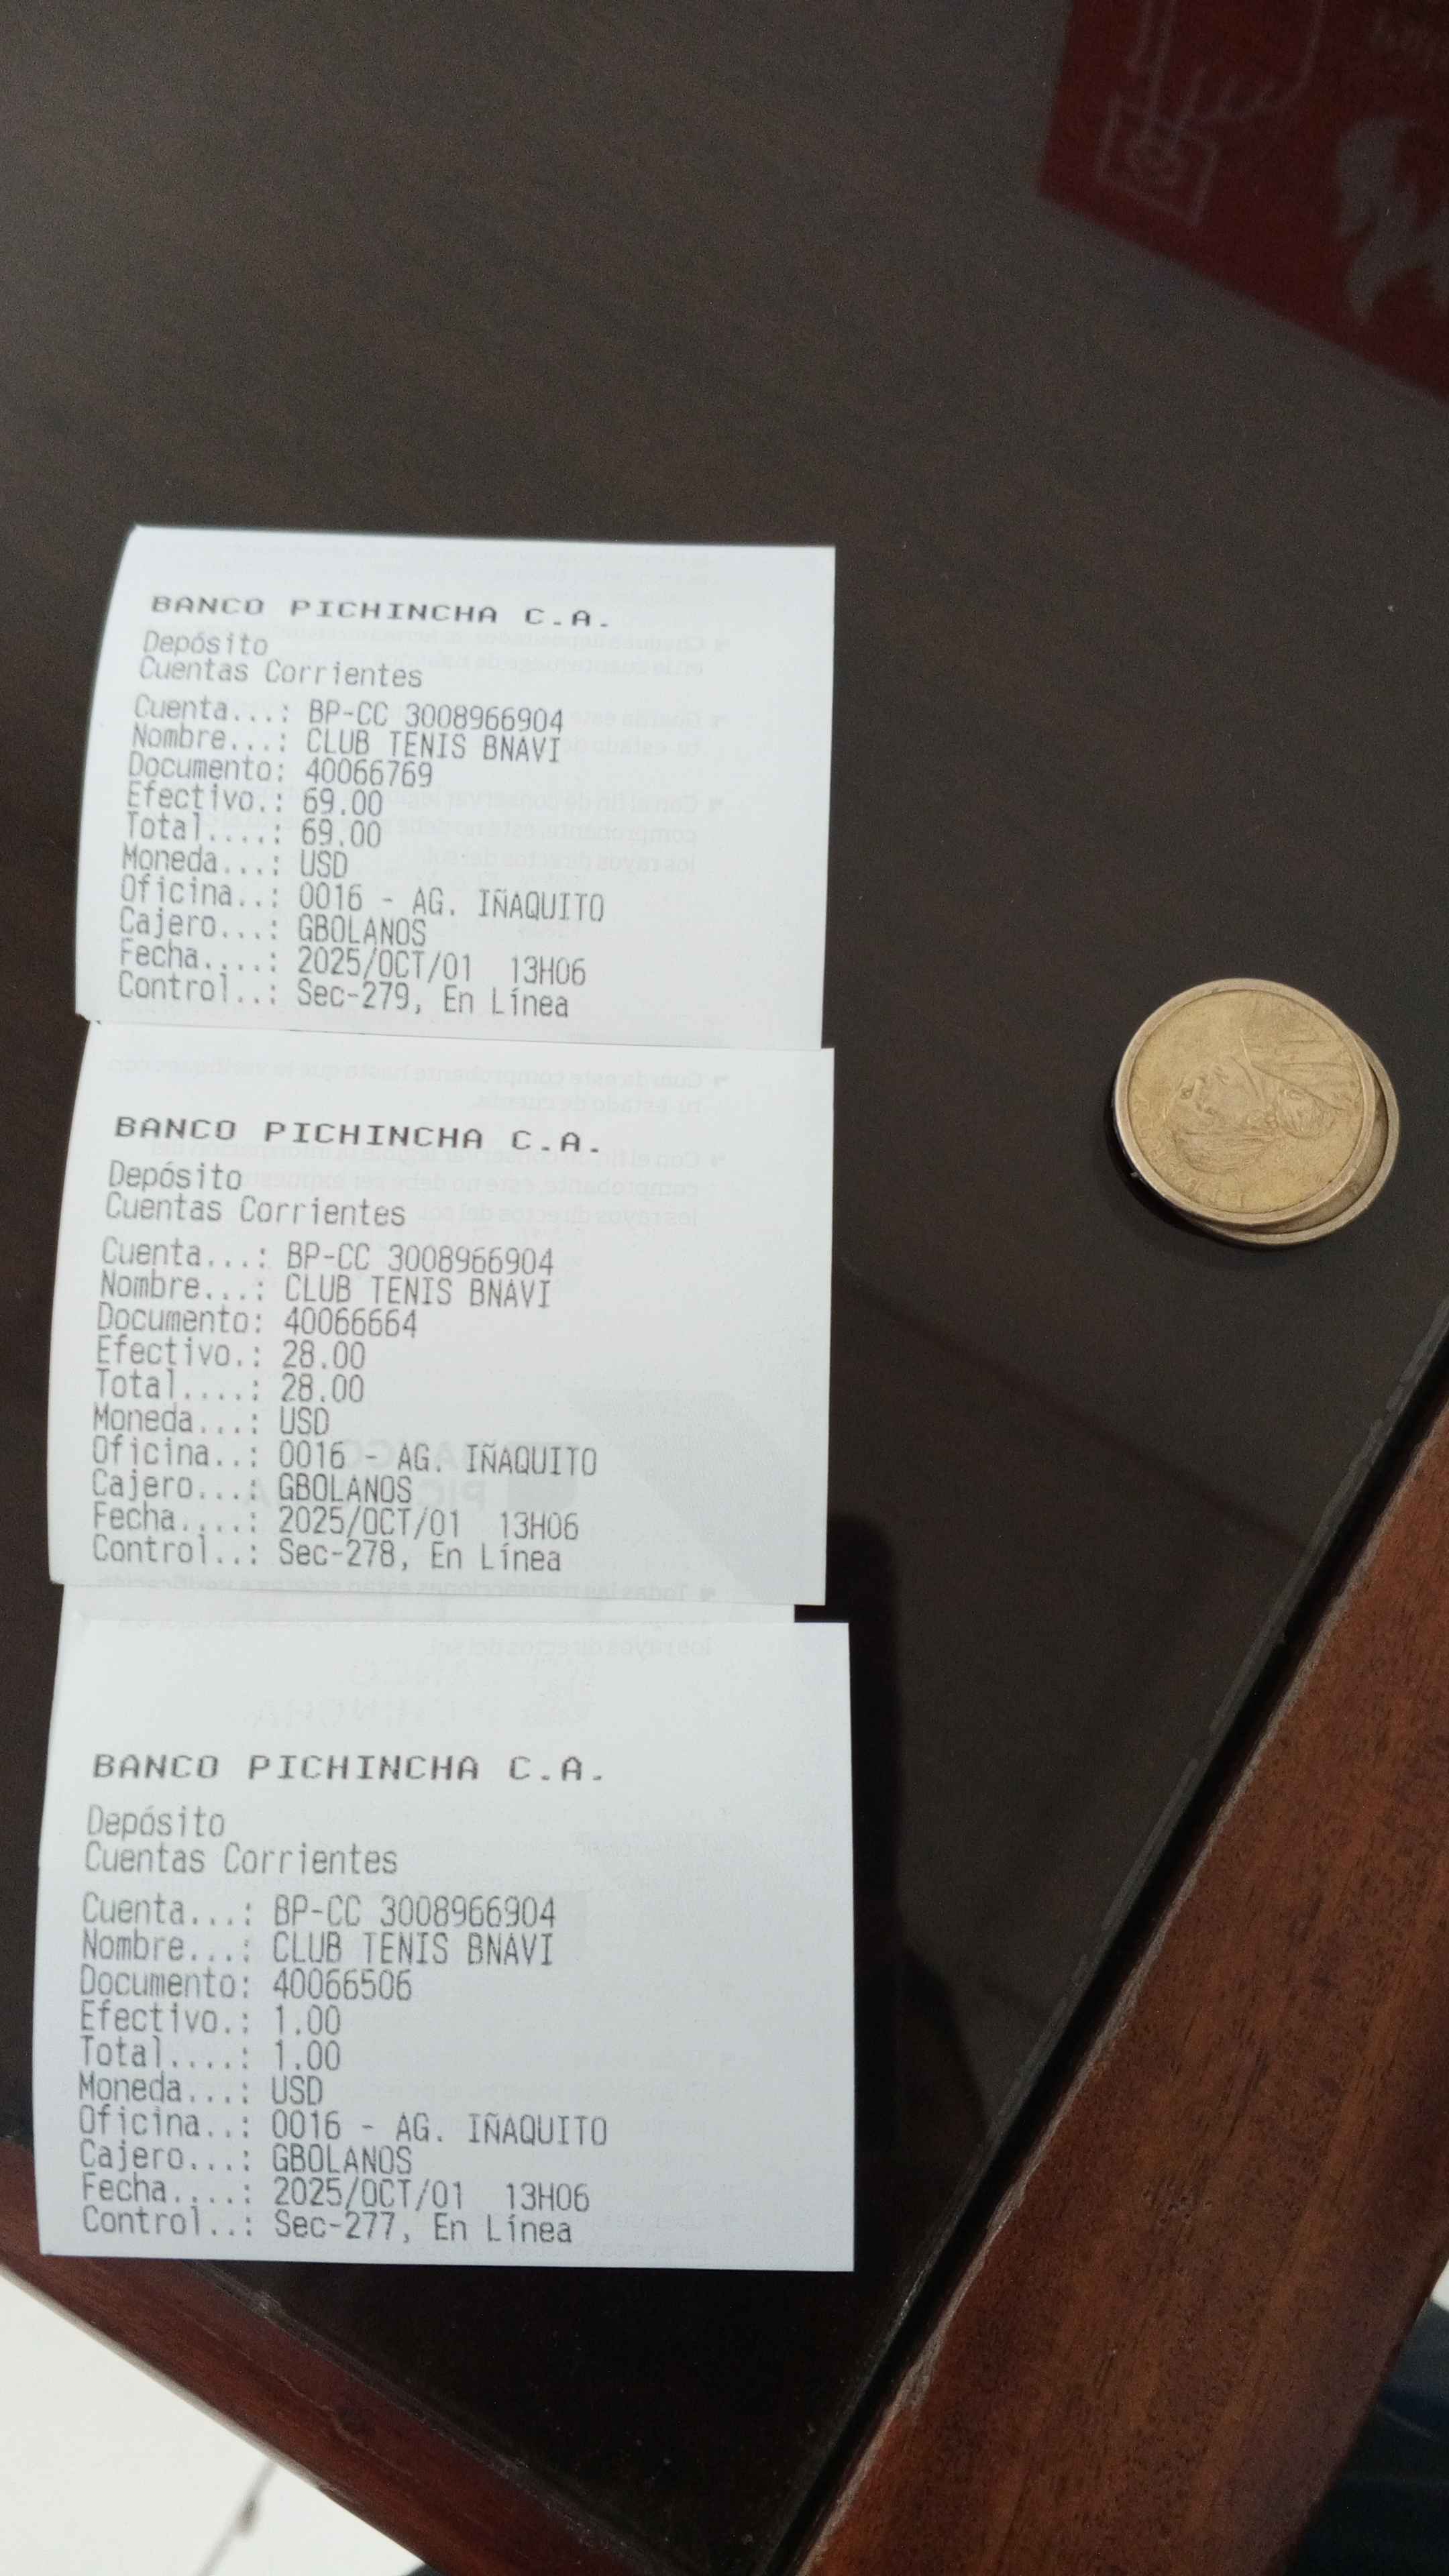 BANCO PICHINCHA C.A.
Depósito
Cuentas Corrientes
Cuenta...: BP-CC 3008966904
Nombre...: CLUB TENIS BNAVI
Documento: 40066769
Efectivo.: 69.00
Total....: 69.00
Moneda...: USD
Oficina..: 0016 - AG. IÑAQUITO
Cajero...: GBOLANOS
Fecha....: 2025/OCT/01 13H06
Control..: Sec-279, En Línea
BANCO PICHINCHA C.A.
Depósito
Cuentas Corrientes
Cuenta...: BP-CC 3008966904
Nombre...: CLUB TENIS BNAVI
Documento: 40066664
Efectivo.: 28.00
Total....: 28.00
Moneda...: USD
Oficina..: 0016 - AG. IÑAQUITO
Cajero...: GBOLANOS
Fecha....: 2025/OCT/01 13H06
Control..: Sec-278, En Línea
BANCO PICHINCHA C.A.
Depósito
Cuentas Corrientes
Cuenta...: BP-CC 3008966904
Nombre...: CLUB TENIS BNAVI
Documento: 40066506
Efectivo.: 1.00
Total....: 1.00
Moneda...: USD
Oficina..: 0016 - AG. IÑAQUITO
Cajero...: GBOLANOS
Fecha....: 2025/OCT/01 13H06
Control..: Sec-277, En Línea